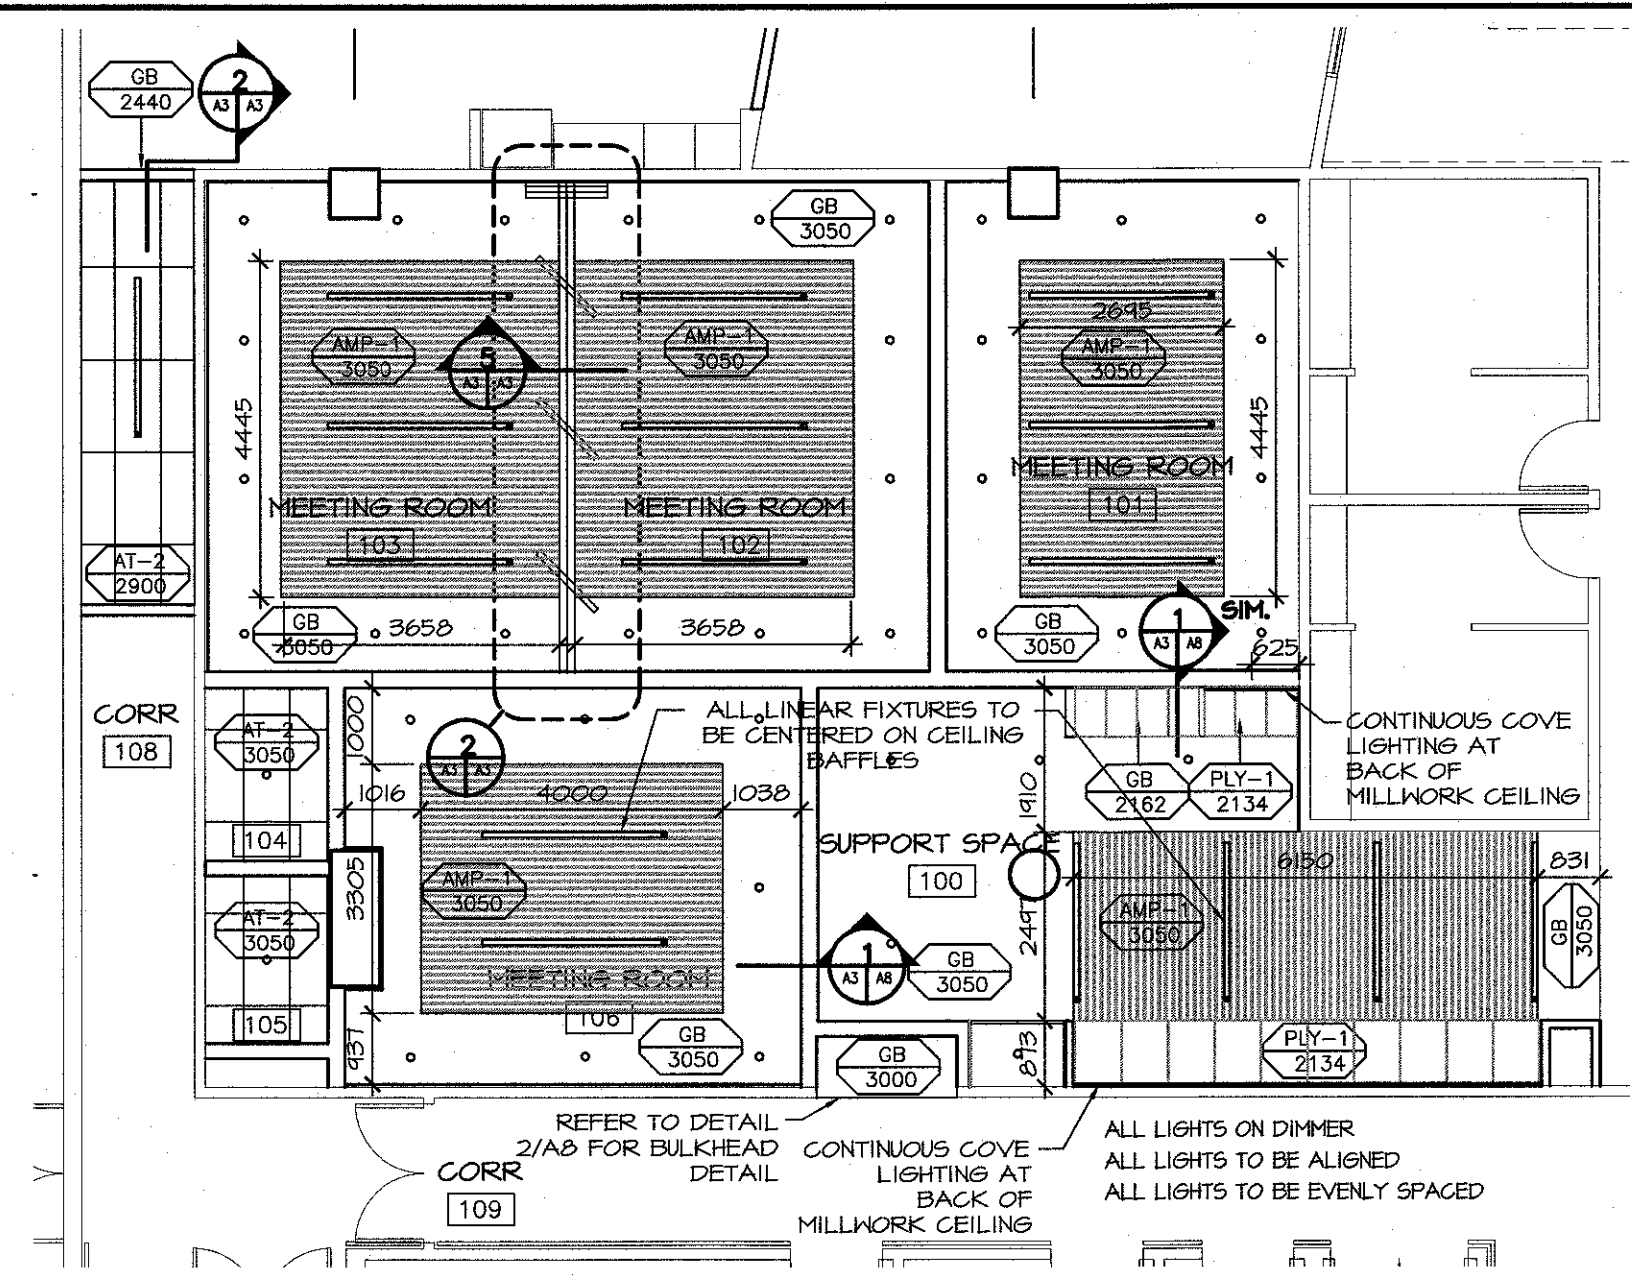 GB
2440
2
A3 A3
GB
3050
AMP-1
3050
5
A3 A3
AMP-1
3050
2695
AMP-1
3050
4445
4445
MEETING ROOM
101
MEETING ROOM
103
MEETING ROOM
102
AT-2
2900
GB
3050
3658
3658
GB
3050
1
A3 A8
SIM.
625
CORR
108
AT-2
3050
1000
2
A3 A3
ALL LINEAR FIXTURES TO
BE CENTERED ON CEILING
BAFFLES
CONTINUOUS COVE
LIGHTING AT
BACK OF
MILLWORK CEILING
GB
2162
PLY-1
2134
1016
4000
1038
1910
104
SUPPORT SPACE
100
6150
831
3305
AMP-1
3050
AT-2
3050
AMP-1
3050
GB
3050
1
A3 A8
GB
3050
MEETING ROOM
106
105
937
GB
3050
GB
3000
893
PLY-1
2134
REFER TO DETAIL
2/A8 FOR BULKHEAD
DETAIL
CONTINUOUS COVE
LIGHTING AT
BACK OF
MILLWORK CEILING
ALL LIGHTS ON DIMMER
ALL LIGHTS TO BE ALIGNED
ALL LIGHTS TO BE EVENLY SPACED
CORR
109